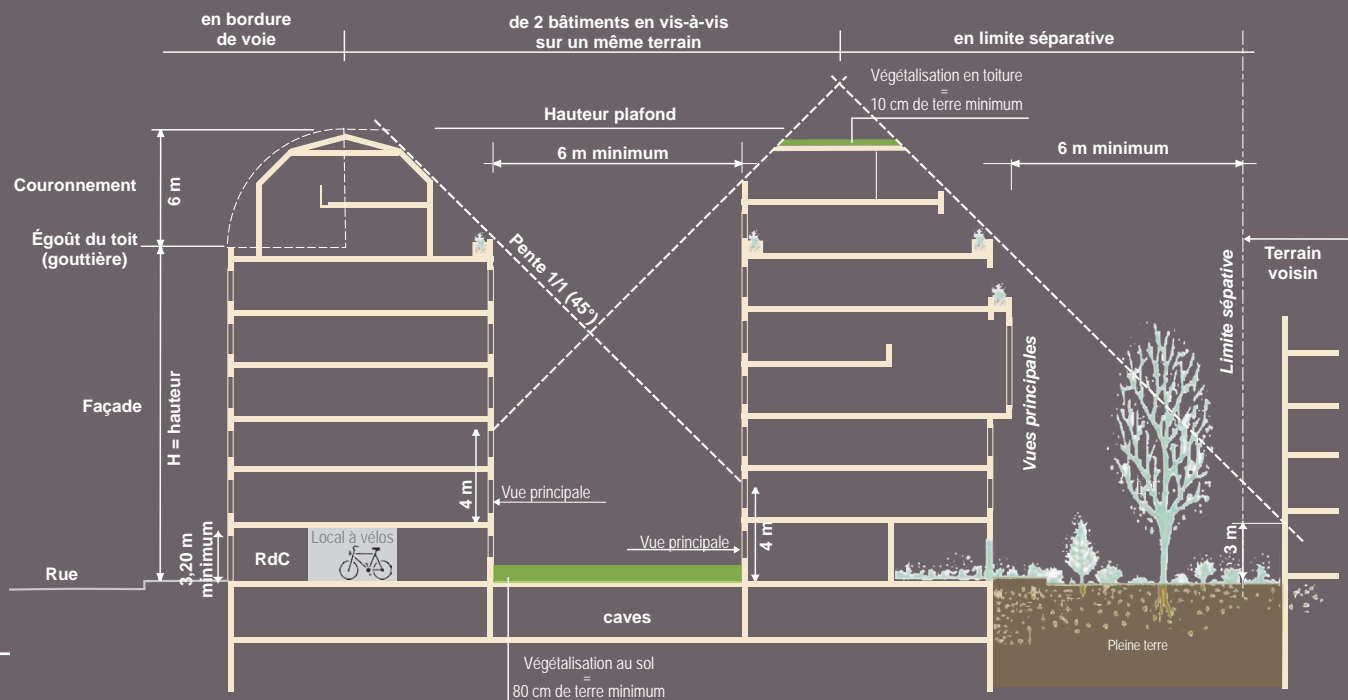 en bordure
de voie
de 2 bâtiments en vis-à-vis
sur un même terrain
en limite séparative
Végétalisation en toiture
=
10 cm de terre minimum
Hauteur plafond
6 m minimum
6 m minimum
Couronnement
6 m
Égoût du toit
(gouttière)
Pente 1/1 (45°)
Limite sépative
Terrain
voisin
Façade
H = hauteur
Vues principales
4 m
Vue principale
Vue principale
4 m
3,20 m
minimum
RdC
Local à vélos
3 m
Rue
caves
Pleine terre
Végétalisation au sol
=
80 cm de terre minimum